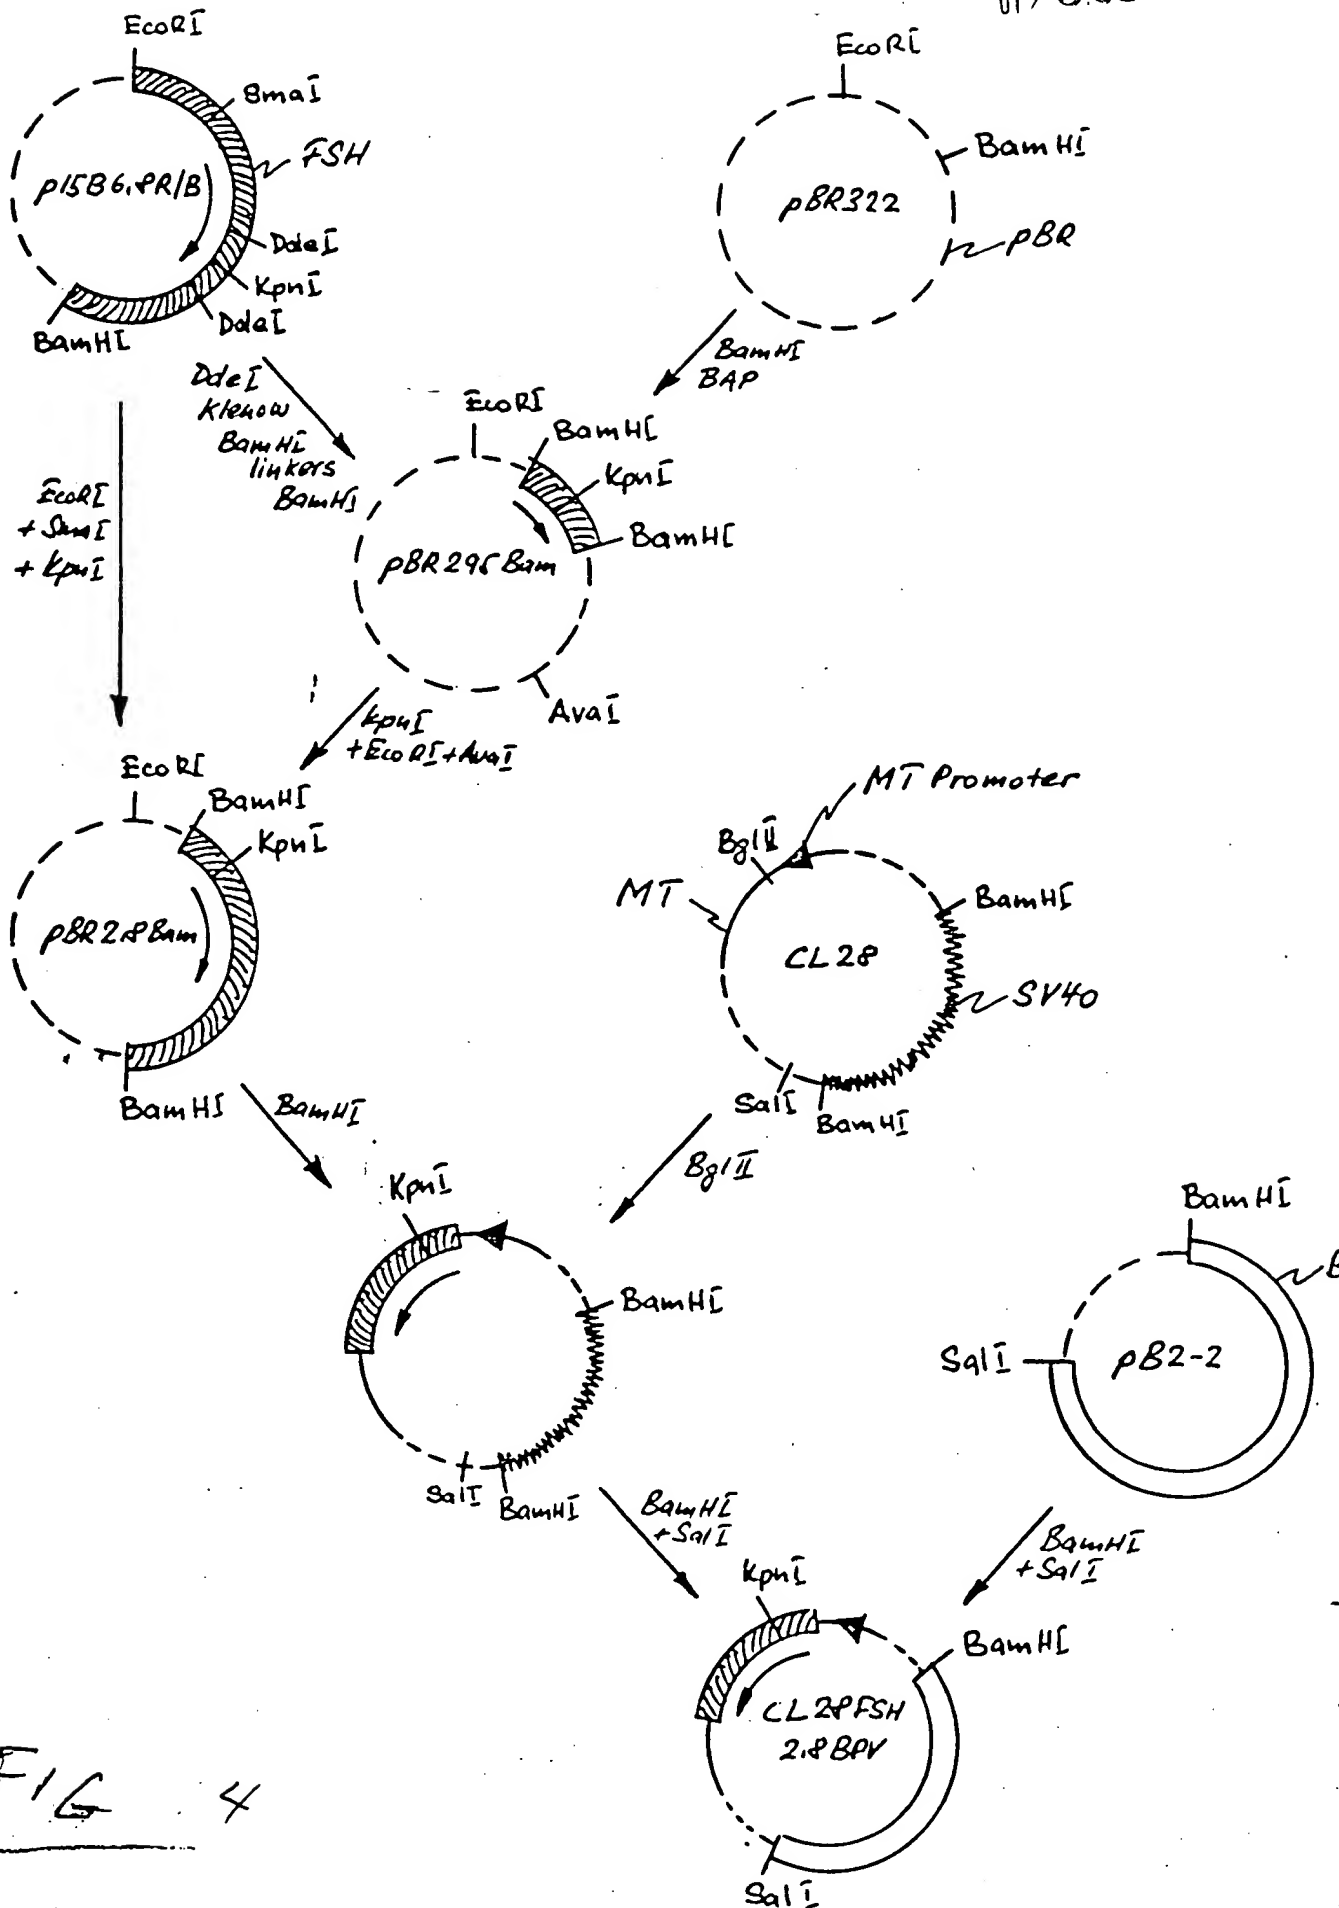 EcoRI
SmaI
FSH
p15B6.8R/B
DdeI
KpnI
DdeI
BamHI
EcoRI
BamHI
pBR322
pBR
DdeI
Klenow
BamHI
linkers
BamHI
BamHI
BAP
EcoRI
+ SmaI
+ KpnI
EcoRI
BamHI
KpnI
BamHI
pBR295Bam
AvaI
KpnI
+EcoRI+AvaI
EcoRI
BamHI
KpnI
pBR2.8Bam
BamHI
MT Promoter
BglII
MT
BamHI
CL28
SV40
SalI
BamHI
BamHI
BglII
KpnI
BamHI
SalI
BamHI
BamHI
B
SalI
pB2-2
BamHI
+SalI
BamHI
+SalI
KpnI
BamHI
CL28FSH
2.8BPV
SalI
FIG 4